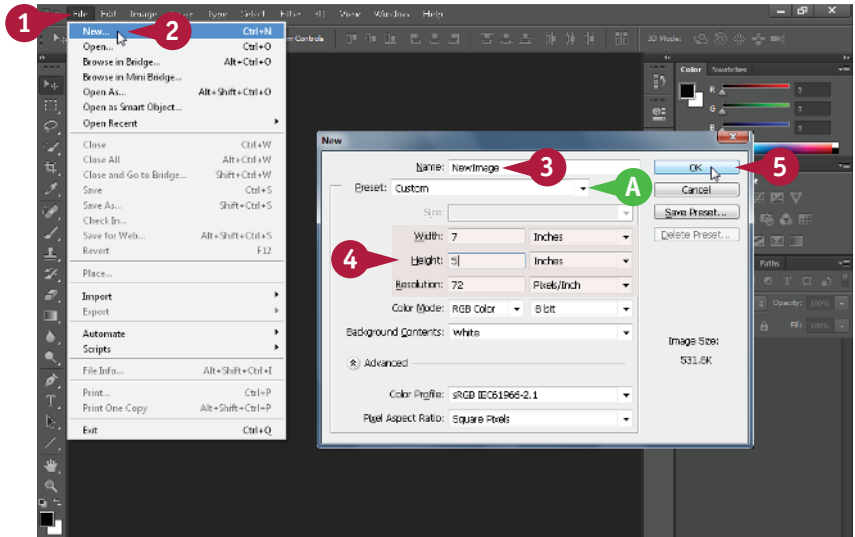 File Edit Image Type Select Filter 3D View Window Help
1
New... Ctrl+N
2
Open... Ctrl+O
Browse in Bridge... Alt+Ctrl+O
Browse in Mini Bridge...
Open As... Alt+Shift+Ctrl+O
Open as Smart Object...
Open Recent
Close Ctrl+W
Close All Alt+Ctrl+W
Close and Go to Bridge... Shift+Ctrl+W
Save Ctrl+S
Save As... Shift+Ctrl+S
Check In...
Save for Web... Alt+Shift+Ctrl+S
Revert F12
Place...
Import
Export
Automate
Scripts
File Info... Alt+Shift+Ctrl+I
Print... Ctrl+P
Print One Copy Alt+Shift+Ctrl+P
Exit Ctrl+Q
Controls
3D Mode:
Color Swatches
R
G
B
New
Name: NewImage
3
OK
5
Preset: Custom
A
Cancel
Size:
Save Preset...
Width: 7 Inches
Delete Preset...
4
Height: 5 Inches
Resolution: 72 Pixels/Inch
Color Mode: RGB Color 8 bit
Background Contents: White
Image Size:
531.6K
Advanced
Color Profile: sRGB IEC61966-2.1
Pixel Aspect Ratio: Square Pixels
Paths
Opacity: 100%
Fill: 100%